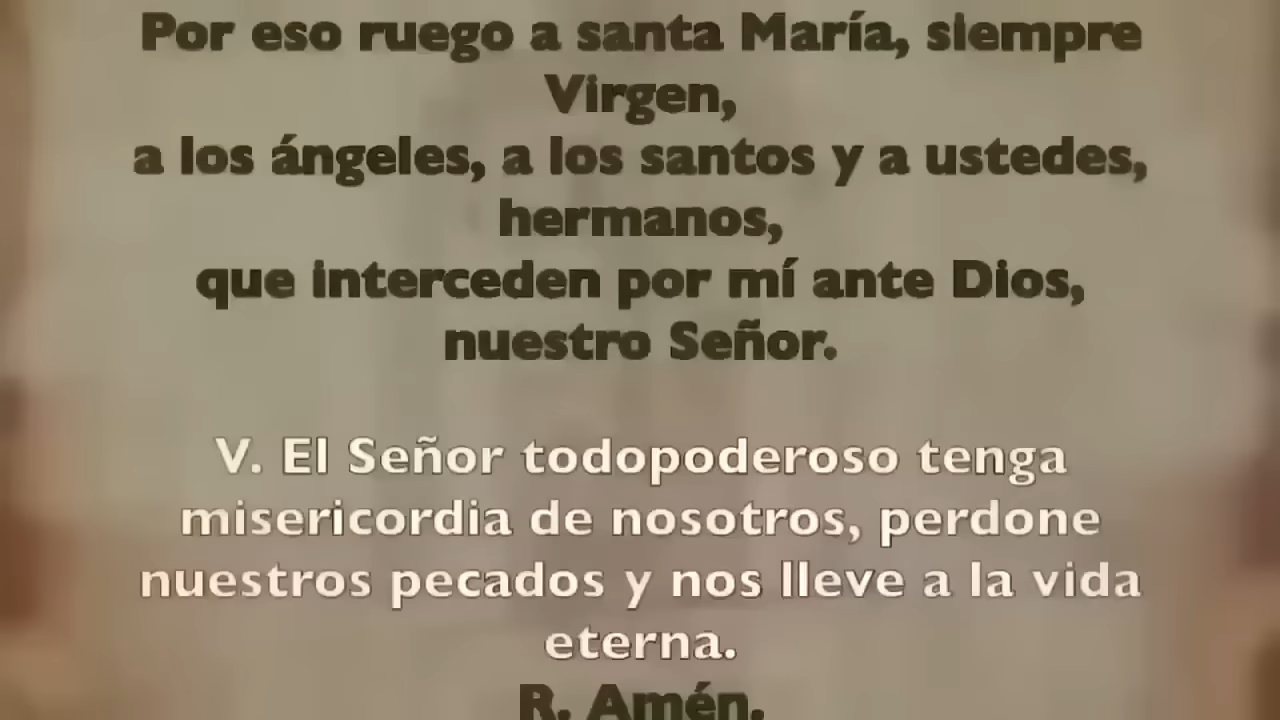 Por eso ruego a santa María, siempre
Virgen,
a los ángeles, a los santos y a ustedes,
hermanos,
que interceden por mí ante Dios,
nuestro Señor.
V. El Señor todopoderoso tenga
misericordia de nosotros, perdone
nuestros pecados y nos lleve a la vida
eterna.
R. Amén.